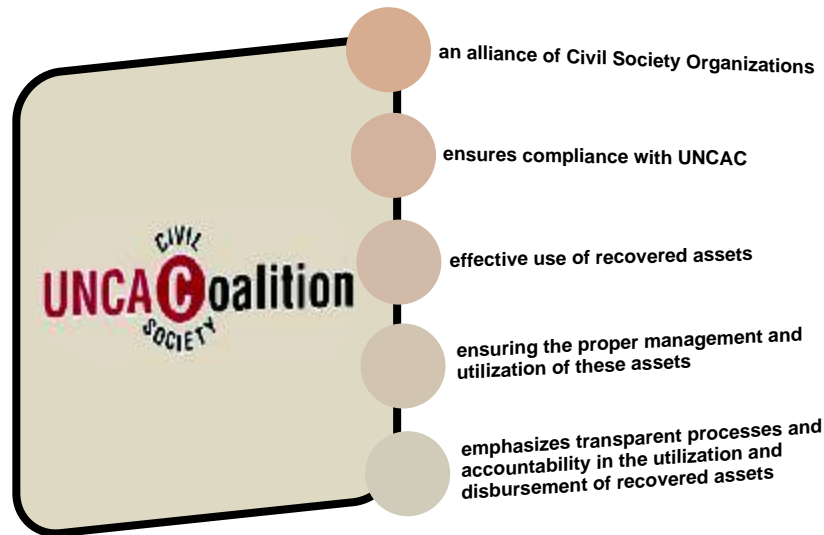 CIVIL
UNCACoalition
SOCIETY
an alliance of Civil Society Organizations
ensures compliance with UNCAC
effective use of recovered assets
ensuring the proper management and
utilization of these assets
emphasizes transparent processes and
accountability in the utilization and
disbursement of recovered assets